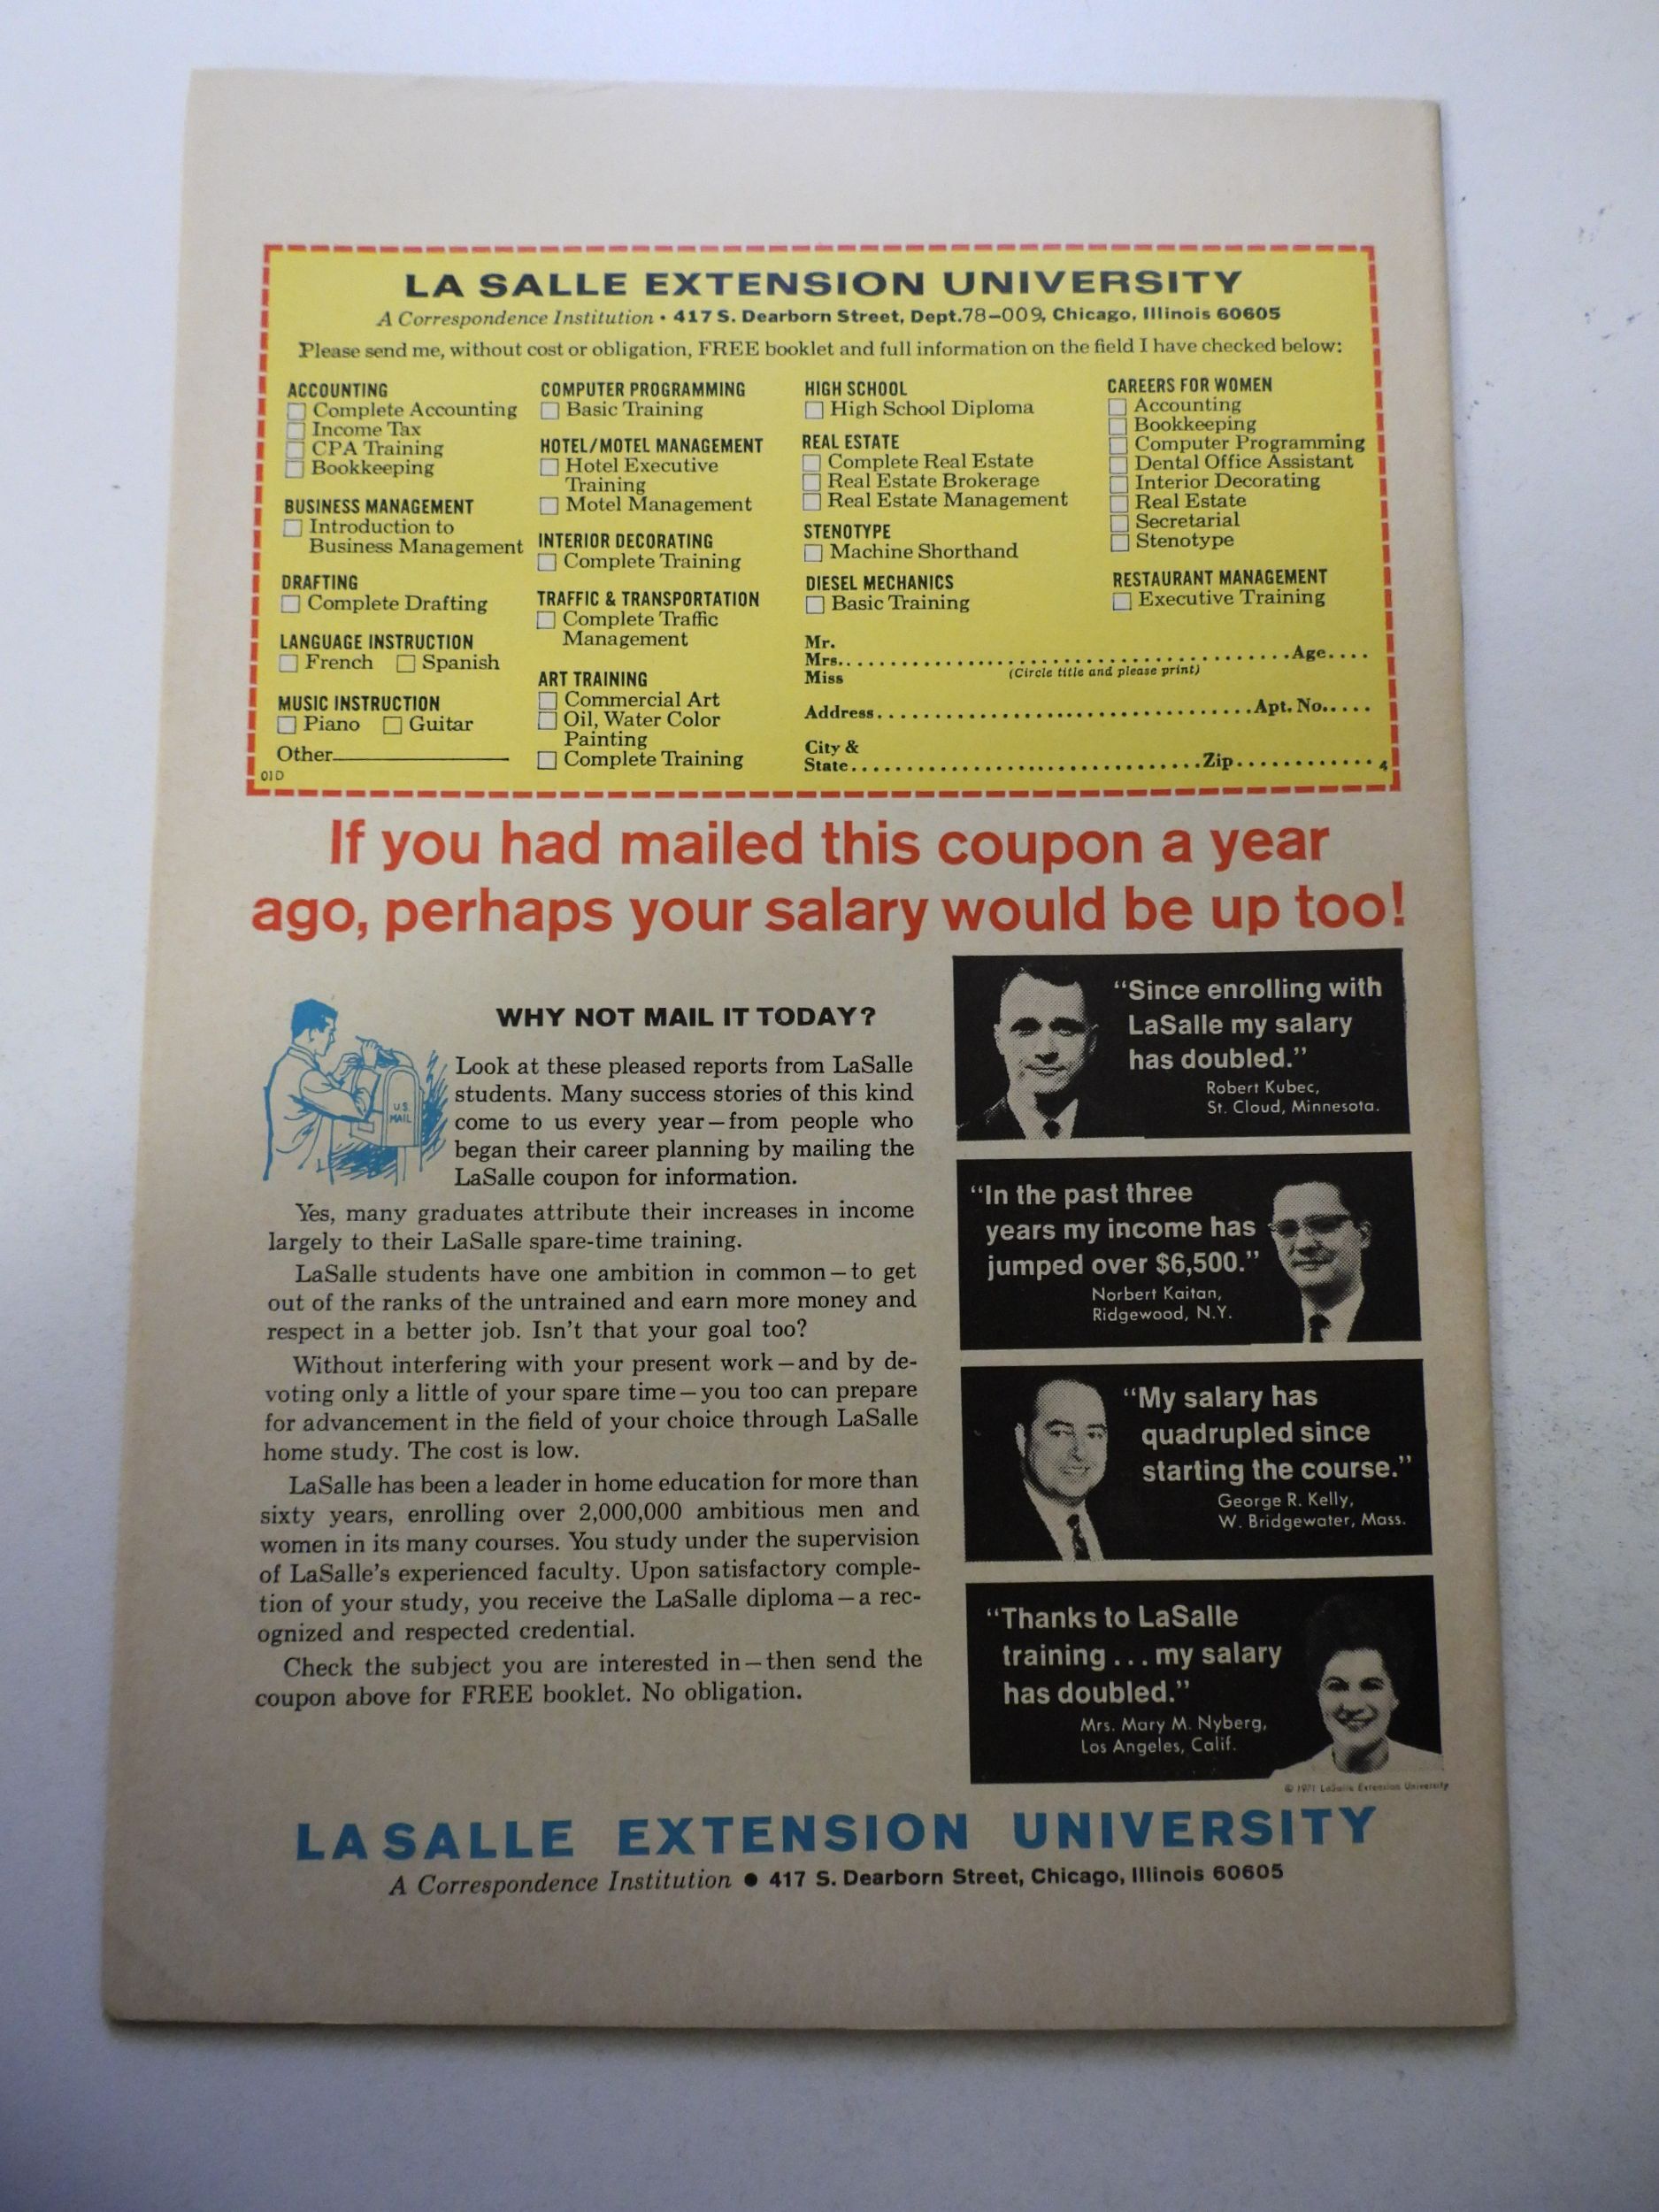 LA SALLE EXTENSION UNIVERSITY
A Correspondence Institution • 417 S. Dearborn Street, Dept.78-009, Chicago, Illinois 60605
Please send me, without cost or obligation, FREE booklet and full information on the field I have checked below:
ACCOUNTING
Complete Accounting
Income Tax
CPA Training
Bookkeeping
BUSINESS MANAGEMENT
Introduction to
Business Management
DRAFTING
Complete Drafting
LANGUAGE INSTRUCTION
French Spanish
MUSIC INSTRUCTION
Piano Guitar
Other
01D
COMPUTER PROGRAMMING
Basic Training
HOTEL/MOTEL MANAGEMENT
Hotel Executive
Training
Motel Management
INTERIOR DECORATING
Complete Training
TRAFFIC & TRANSPORTATION
Complete Traffic
Management
ART TRAINING
Commercial Art
Oil, Water Color
Painting
Complete Training
HIGH SCHOOL
High School Diploma
REAL ESTATE
Complete Real Estate
Real Estate Brokerage
Real Estate Management
STENOTYPE
Machine Shorthand
DIESEL MECHANICS
Basic Training
CAREERS FOR WOMEN
Accounting
Bookkeeping
Computer Programming
Dental Office Assistant
Interior Decorating
Real Estate
Secretarial
Stenotype
RESTAURANT MANAGEMENT
Executive Training
Mr.
Mrs. Age
Miss (Circle title and please print)
Address Apt. No.
City &
State Zip 4
If you had mailed this coupon a year
ago, perhaps your salary would be up too!
WHY NOT MAIL IT TODAY?
U.S.
MAIL
Look at these pleased reports from LaSalle
students. Many success stories of this kind
come to us every year—from people who
began their career planning by mailing the
LaSalle coupon for information.
Yes, many graduates attribute their increases in income
largely to their LaSalle spare-time training.
LaSalle students have one ambition in common—to get
out of the ranks of the untrained and earn more money and
respect in a better job. Isn't that your goal too?
Without interfering with your present work—and by de-
voting only a little of your spare time—you too can prepare
for advancement in the field of your choice through LaSalle
home study. The cost is low.
LaSalle has been a leader in home education for more than
sixty years, enrolling over 2,000,000 ambitious men and
women in its many courses. You study under the supervision
of LaSalle's experienced faculty. Upon satisfactory comple-
tion of your study, you receive the LaSalle diploma—a rec-
ognized and respected credential.
Check the subject you are interested in—then send the
coupon above for FREE booklet. No obligation.
"Since enrolling with
LaSalle my salary
has doubled."
Robert Kubec,
St. Cloud, Minnesota.
"In the past three
years my income has
jumped over $6,500."
Norbert Kaitan,
Ridgewood, N.Y.
"My salary has
quadrupled since
starting the course."
George R. Kelly,
W. Bridgewater, Mass.
"Thanks to LaSalle
training...my salary
has doubled."
Mrs. Mary M. Nyberg,
Los Angeles, Calif.
© 1971 LaSalle Extension University
LASALLE EXTENSION UNIVERSITY
A Correspondence Institution • 417 S. Dearborn Street, Chicago, Illinois 60605